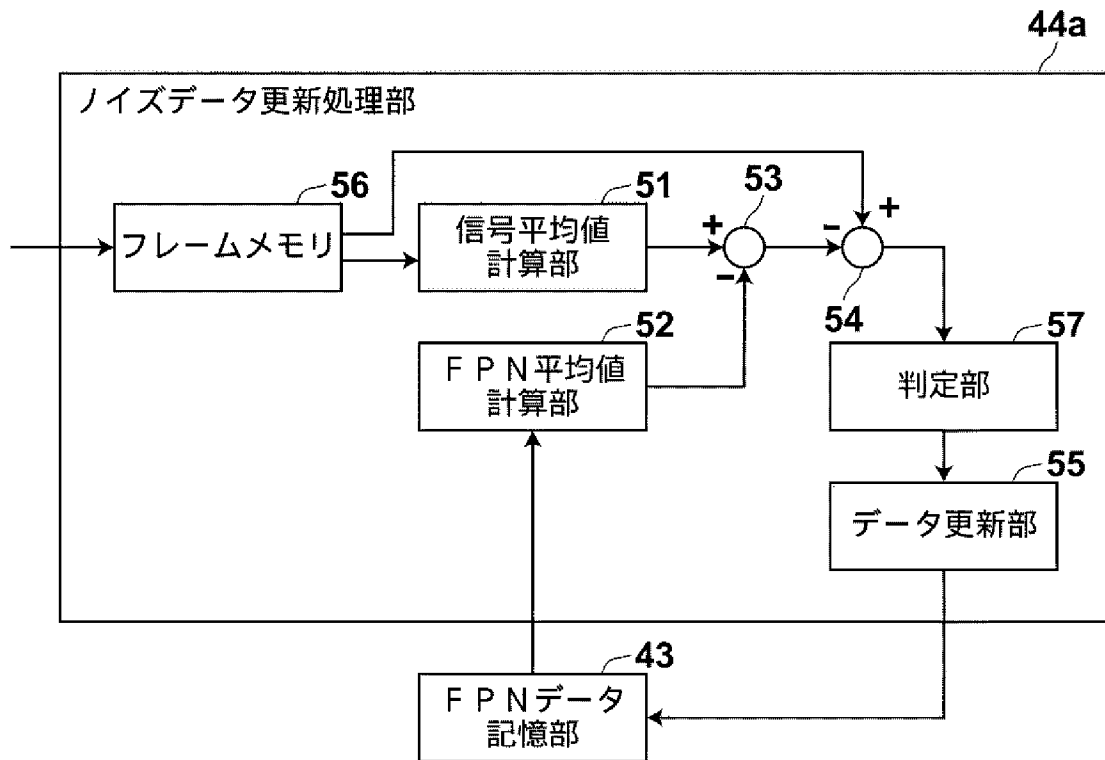 44a
ノイズデータ更新処理部
56
フレームメモリ
51
信号平均値
計算部
53
+
-
-
+
54
52
ＦＰＮ平均値
計算部
57
判定部
55
データ更新部
43
ＦＰＮデータ
記憶部